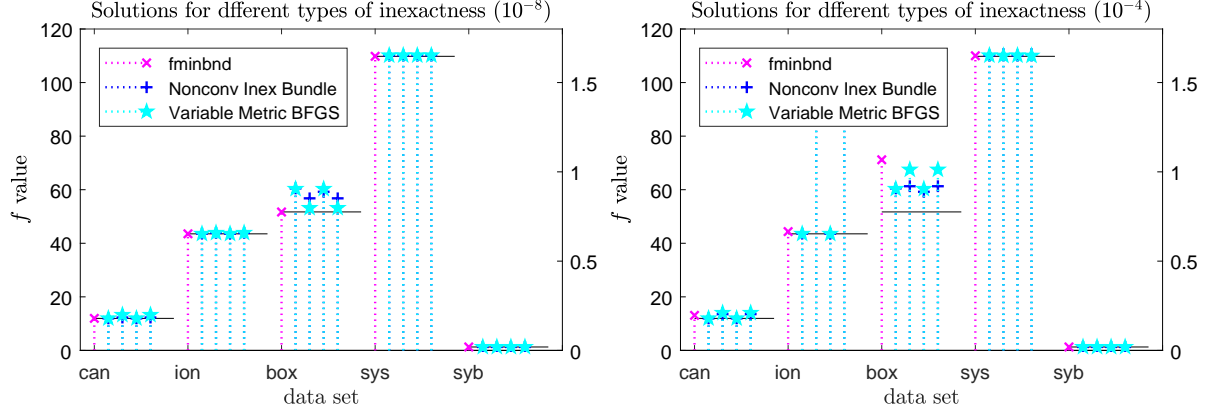 Solutions for dfferent types of inexactness (10⁻⁸)
120
100
80
60
40
20
0
f value
fminbnd
Nonconv Inex Bundle
Variable Metric BFGS
1.5
1
0.5
0
can ion box sys syb
data set
Solutions for dfferent types of inexactness (10⁻⁴)
120
100
80
60
40
20
0
f value
fminbnd
Nonconv Inex Bundle
Variable Metric BFGS
1.5
1
0.5
0
can ion box sys syb
data set